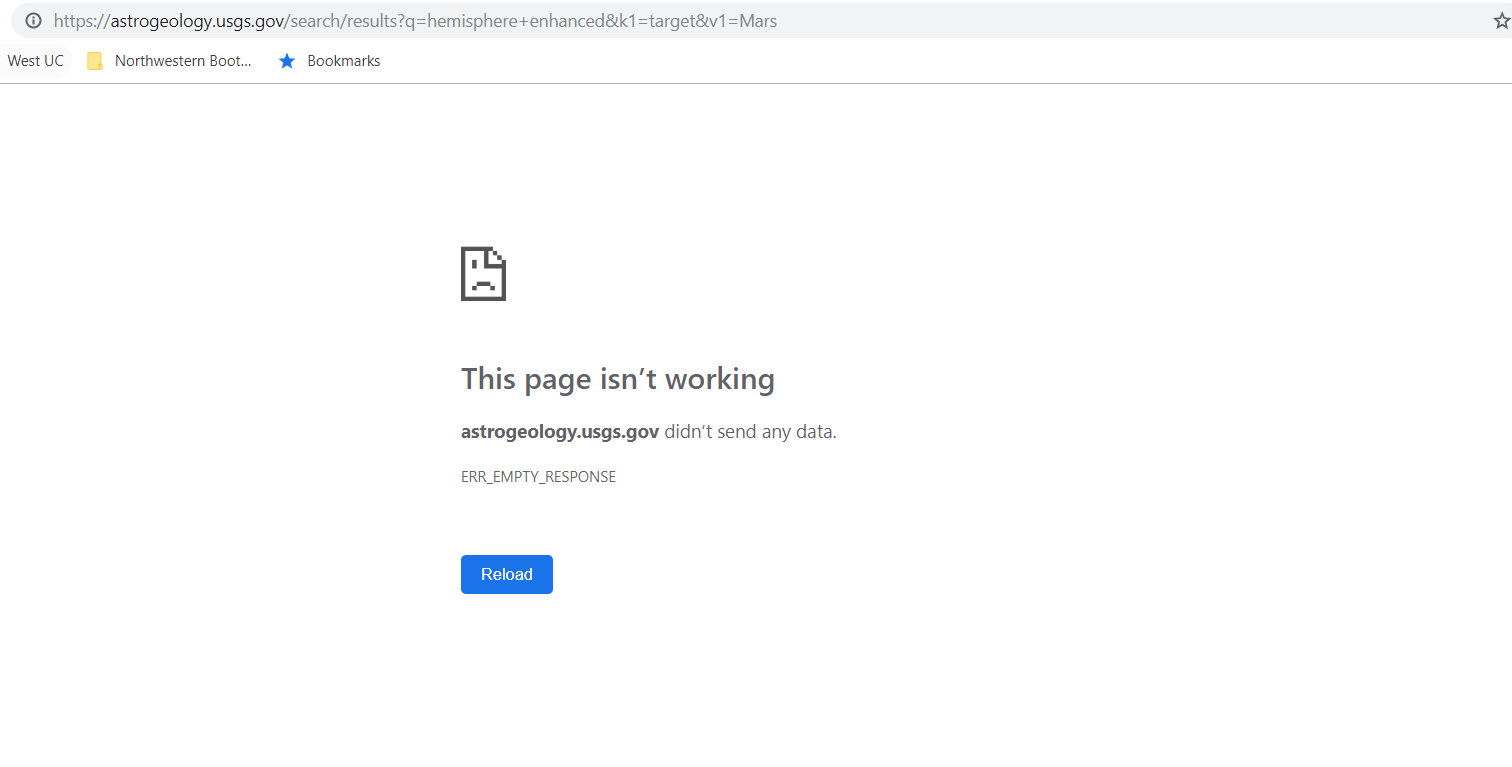 https://astrogeology.usgs.gov/search/results?q=hemisphere+enhanced&k1=target&v1=Mars
West UC Northwestern Boot... Bookmarks
This page isn’t working
astrogeology.usgs.gov didn’t send any data.
ERR_EMPTY_RESPONSE
Reload